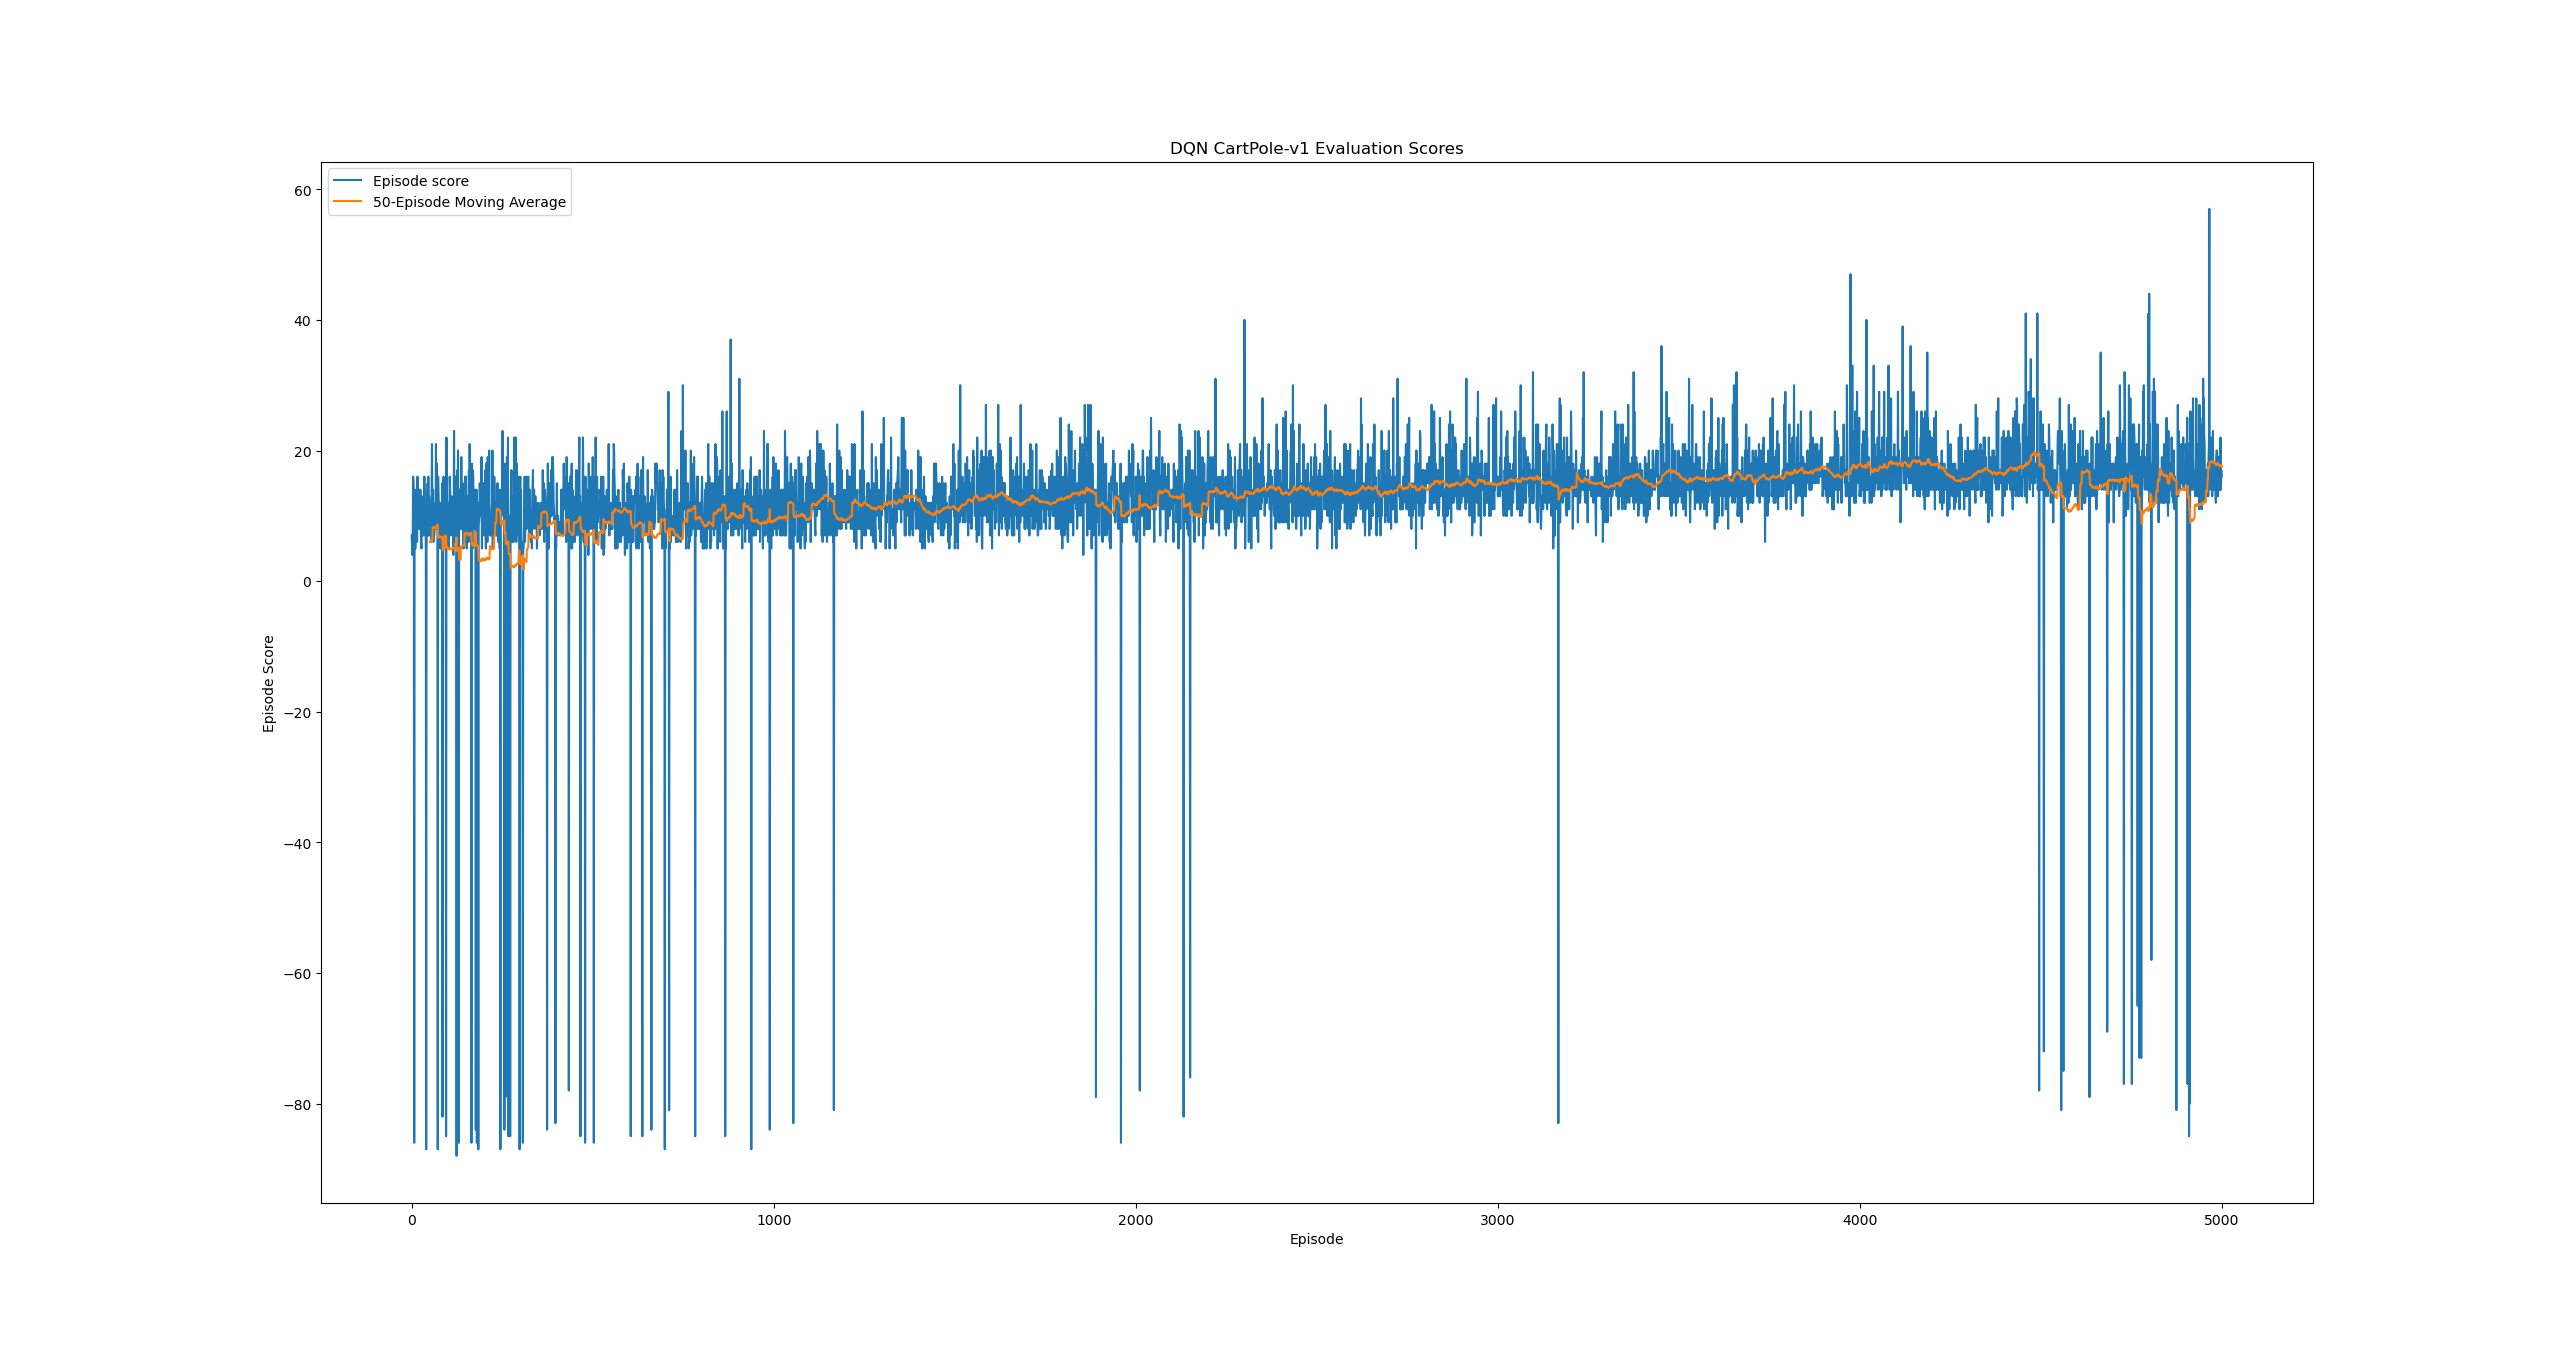 DQN CartPole-v1 Evaluation Scores
Episode score
50-Episode Moving Average
60
40
20
0
−20
−40
−60
−80
Episode Score
0
1000
2000
3000
4000
5000
Episode